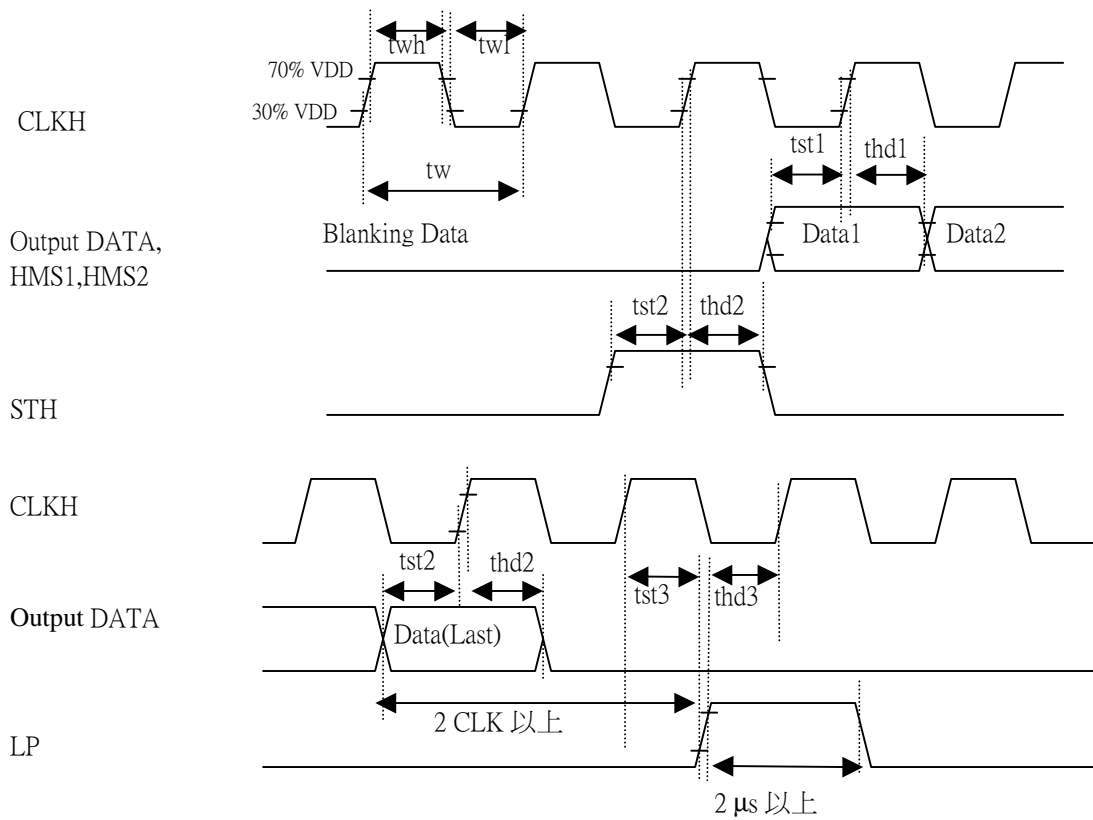 twh
twl
70% VDD
30% VDD
CLKH
tw
tst1
thd1
Output DATA,
HMS1,HMS2
Blanking Data
Data1
Data2
tst2
thd2
STH
CLKH
tst2
thd2
tst3
thd3
Output DATA
Data(Last)
2 CLK 以上
LP
2 μs 以上